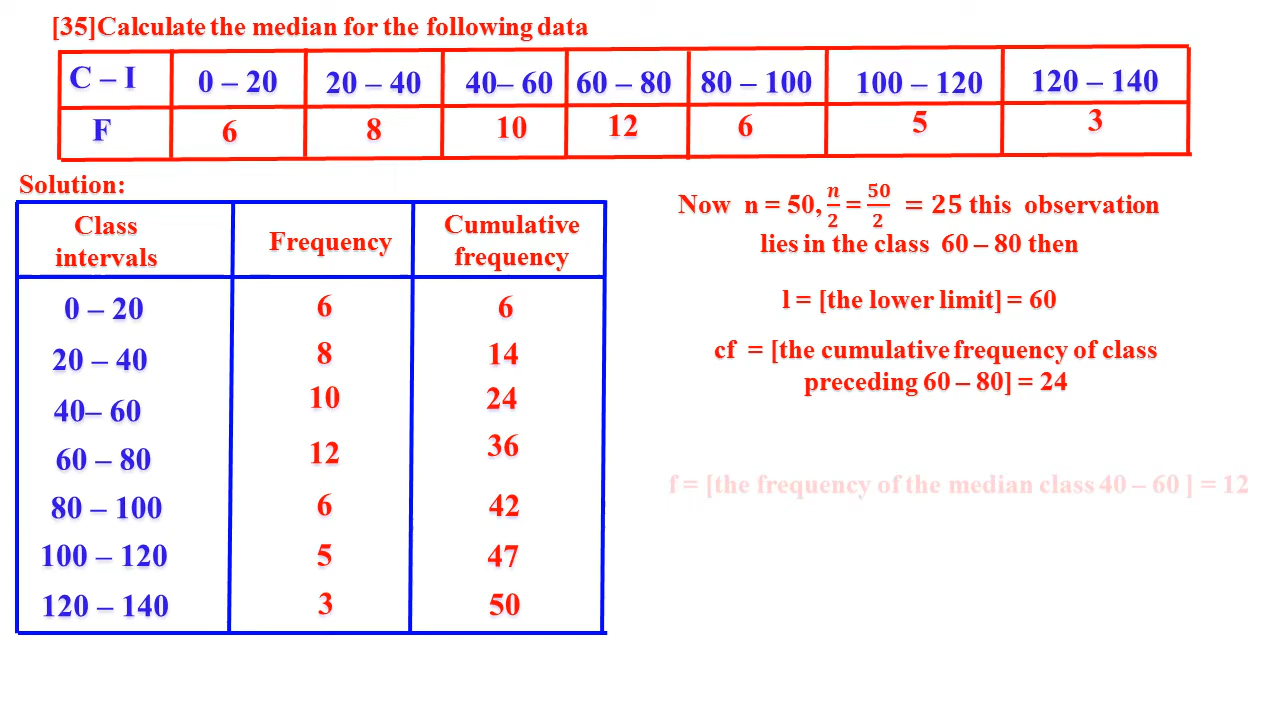 [35]Calculate the median for the following data
C – I 0 – 20 20 – 40 40– 60 60 – 80 80 – 100 100 – 120 120 – 140
F 6 8 10 12 6 5 3
Solution:
Class intervals Frequency Cumulative frequency
0 – 20 6 6
20 – 40 8 14
40– 60 10 24
60 – 80 12 36
80 – 100 6 42
100 – 120 5 47
120 – 140 3 50
Now n = 50, n/2 = 50/2 = 25 this observation
lies in the class 60 – 80 then
l = [the lower limit] = 60
cf = [the cumulative frequency of class
preceding 60 – 80] = 24
f = [the frequency of the median class 40 – 60 ] = 12